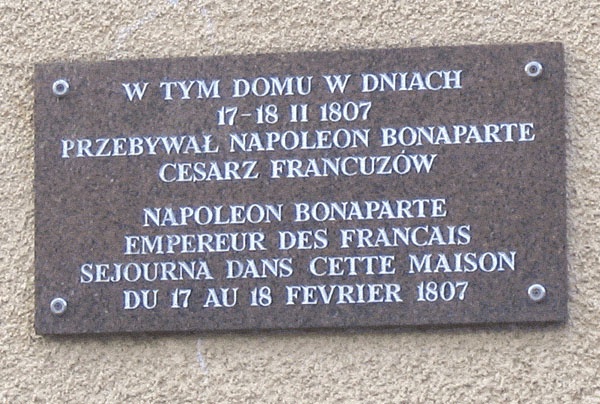 W TYM DOMU W DNIACH
17-18 II 1807
PRZEBYWAŁ NAPOLEON BONAPARTE
CESARZ FRANCUZÓW
NAPOLEON BONAPARTE
EMPEREUR DES FRANCAIS
SEJOURNA DANS CETTE MAISON
DU 17 AU 18 FEVRIER 1807